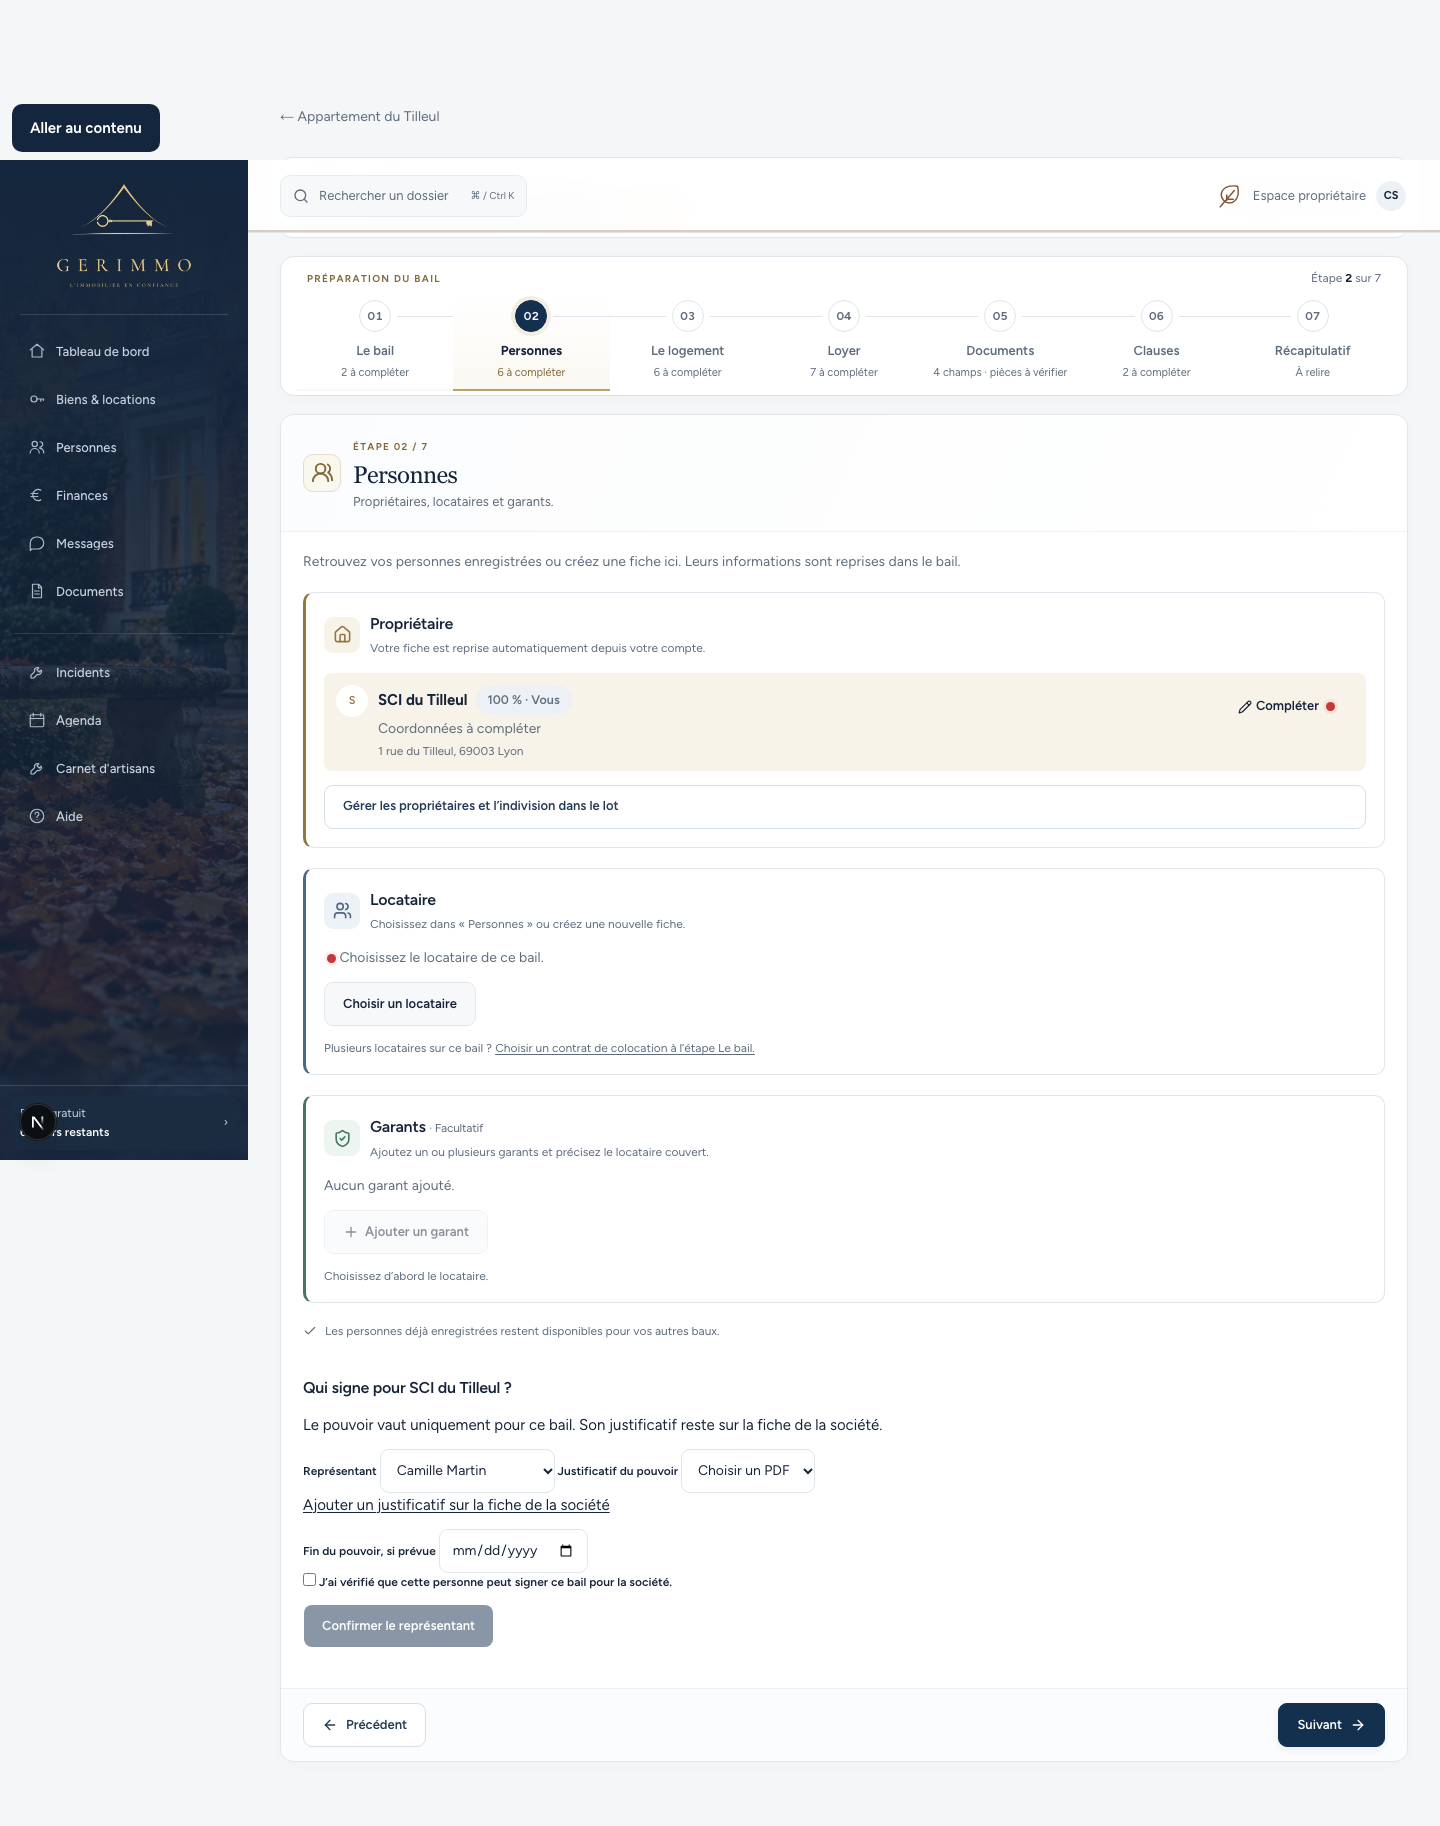 ← Appartement du Tilleul
Aller au contenu
GERIMMO
L'IMMOBILIER EN CONFIANCE
Rechercher un dossier
⌘ / Ctrl K
Espace propriétaire
CS
Tableau de bord
Biens & locations
Personnes
Finances
Messages
Documents
Incidents
Agenda
Carnet d'artisans
Aide
gratuit
rs restants
›
N
PRÉPARATION DU BAIL
Étape 2 sur 7
01
02
03
04
05
06
07
Le bail
Personnes
Le logement
Loyer
Documents
Clauses
Récapitulatif
2 à compléter
6 à compléter
6 à compléter
7 à compléter
4 champs · pièces à vérifier
2 à compléter
À relire
ÉTAPE 02 / 7
Personnes
Propriétaires, locataires et garants.
Retrouvez vos personnes enregistrées ou créez une fiche ici. Leurs informations sont reprises dans le bail.
Propriétaire
Votre fiche est reprise automatiquement depuis votre compte.
S
SCI du Tilleul
100 % · Vous
Coordonnées à compléter
1 rue du Tilleul, 69003 Lyon
Compléter
Gérer les propriétaires et l’indivision dans le lot
Locataire
Choisissez dans « Personnes » ou créez une nouvelle fiche.
Choisissez le locataire de ce bail.
Choisir un locataire
Plusieurs locataires sur ce bail ? Choisir un contrat de colocation à l’étape Le bail.
Garants · Facultatif
Ajoutez un ou plusieurs garants et précisez le locataire couvert.
Aucun garant ajouté.
+ Ajouter un garant
Choisissez d’abord le locataire.
Les personnes déjà enregistrées restent disponibles pour vos autres baux.
Qui signe pour SCI du Tilleul ?
Le pouvoir vaut uniquement pour ce bail. Son justificatif reste sur la fiche de la société.
Représentant Camille Martin Justificatif du pouvoir Choisir un PDF
Ajouter un justificatif sur la fiche de la société
Fin du pouvoir, si prévue mm/dd/yyyy
J’ai vérifié que cette personne peut signer ce bail pour la société.
Confirmer le représentant
← Précédent
Suivant →